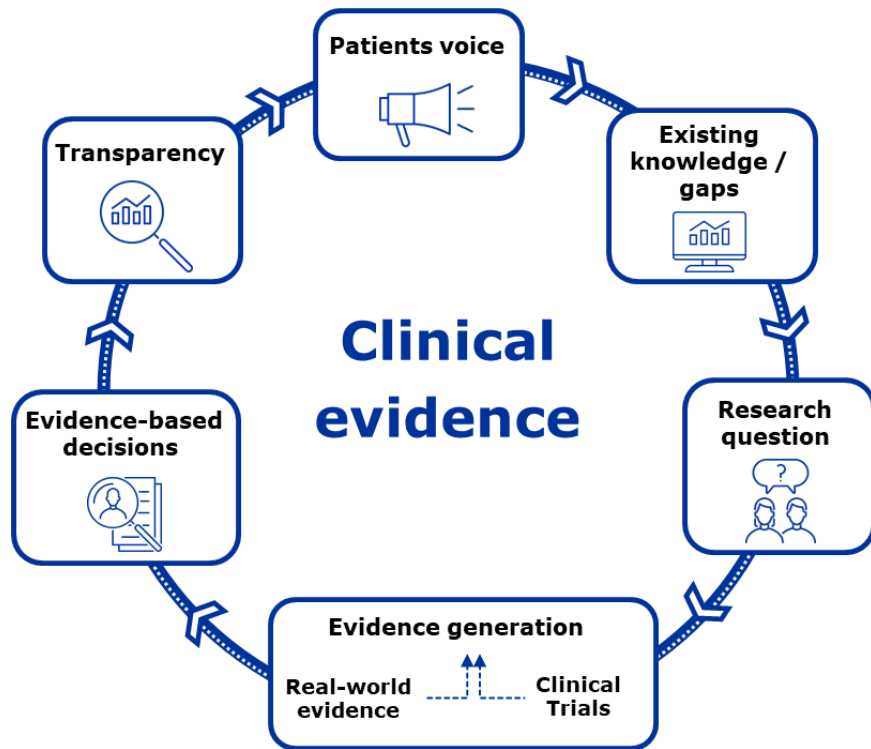 Patients voice
Existing
knowledge /
gaps
Research
question
?
Evidence generation
Real-world
evidence
Clinical
Trials
Evidence-based
decisions
Transparency
Clinical
evidence